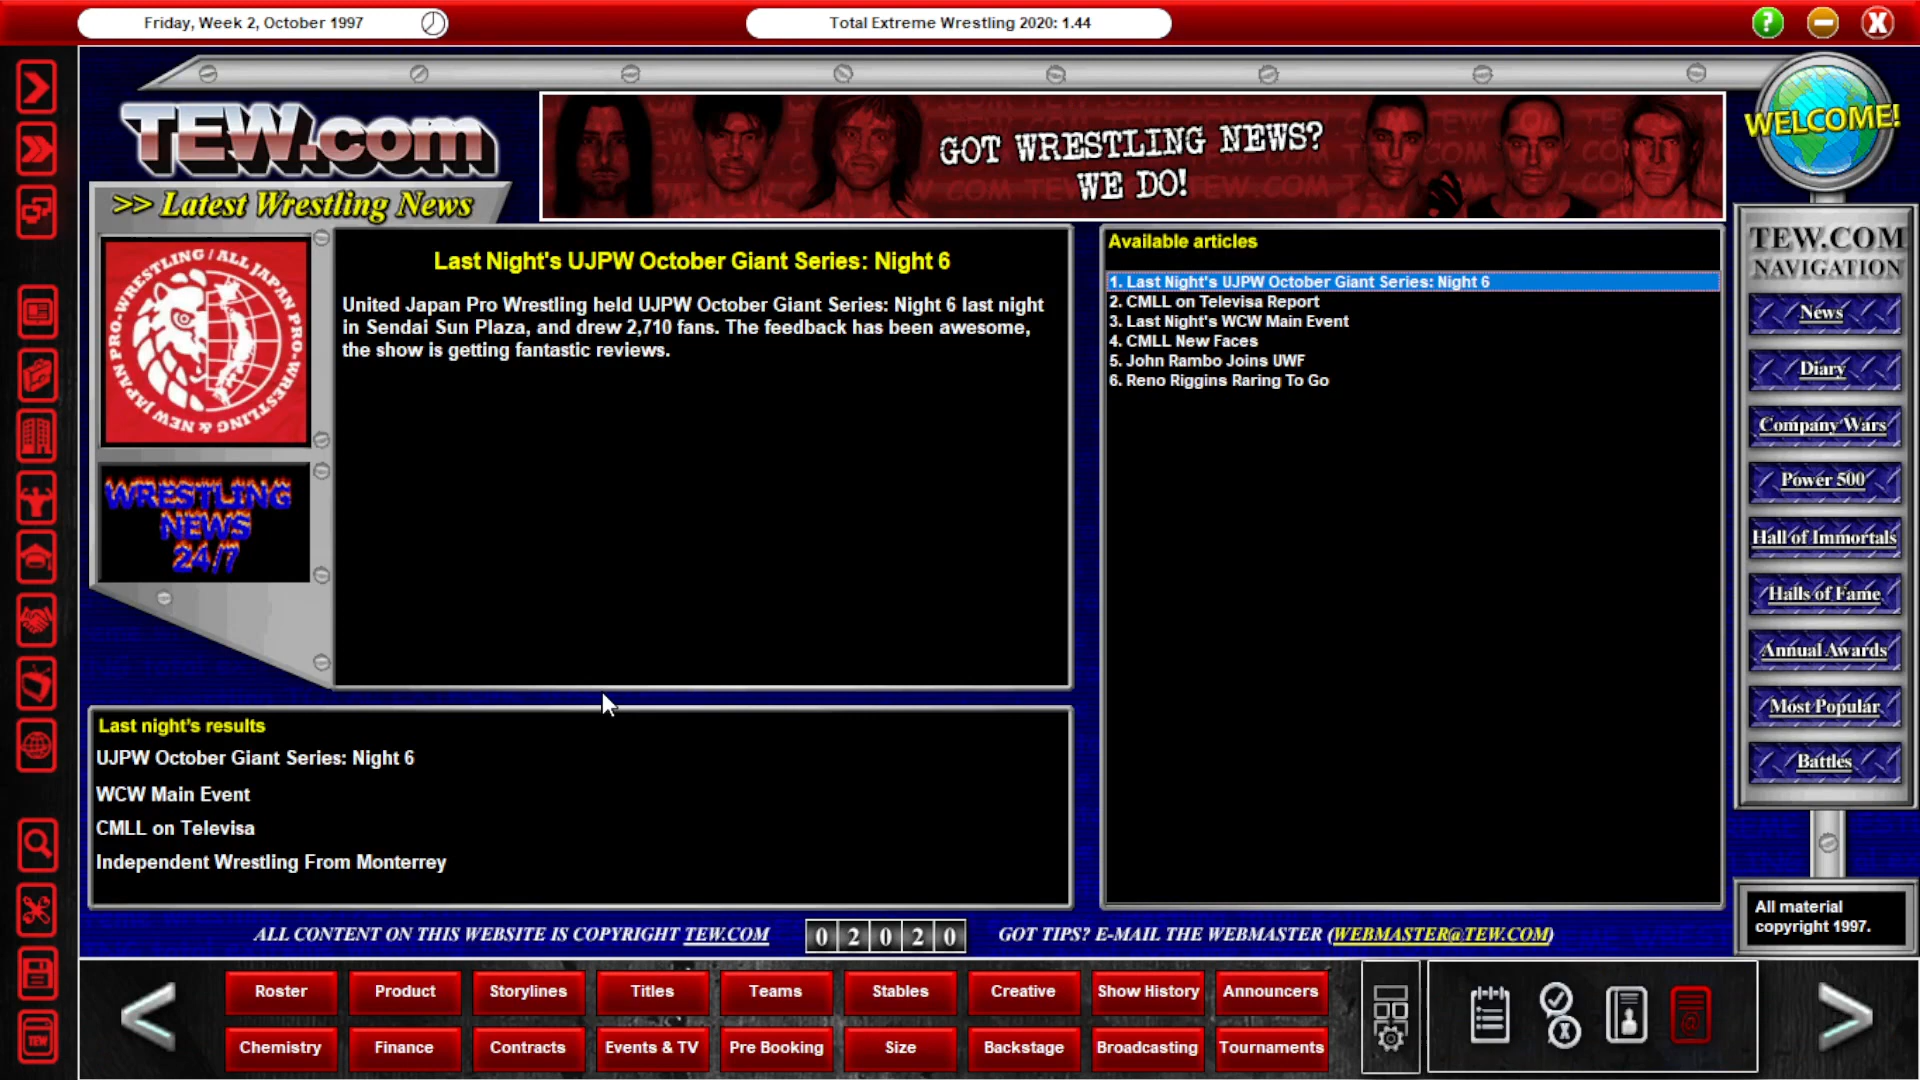 Friday, Week 2, October 1997
Total Extreme Wrestling 2020: 1.44
?
X
TEW.com
>> Latest Wrestling News
GOT WRESTLING NEWS?
WE DO!
WELCOME!
NEW JAPAN PRO-WRESTLING / ALL JAPAN PRO-WRESTLING &
WRESTLING
NEWS
24/7
Last Night's UJPW October Giant Series: Night 6
United Japan Pro Wrestling held UJPW October Giant Series: Night 6 last night
in Sendai Sun Plaza, and drew 2,710 fans. The feedback has been awesome,
the show is getting fantastic reviews.
Available articles
1. Last Night's UJPW October Giant Series: Night 6
2. CMLL on Televisa Report
3. Last Night's WCW Main Event
4. CMLL New Faces
5. John Rambo Joins UWF
6. Reno Riggins Raring To Go
TEW.COM
NAVIGATION
News
Diary
Company Wars
Power 500
Hall of Immortals
Halls of Fame
Annual Awards
Most Popular
Battles
Last night's results
UJPW October Giant Series: Night 6
WCW Main Event
CMLL on Televisa
Independent Wrestling From Monterrey
All material
copyright 1997.
ALL CONTENT ON THIS WEBSITE IS COPYRIGHT TEW.COM
0 2 0 2 0
GOT TIPS? E-MAIL THE WEBMASTER (WEBMASTER@TEW.COM)
Roster
Product
Storylines
Titles
Teams
Stables
Creative
Show History
Announcers
Chemistry
Finance
Contracts
Events & TV
Pre Booking
Size
Backstage
Broadcasting
Tournaments
TEW